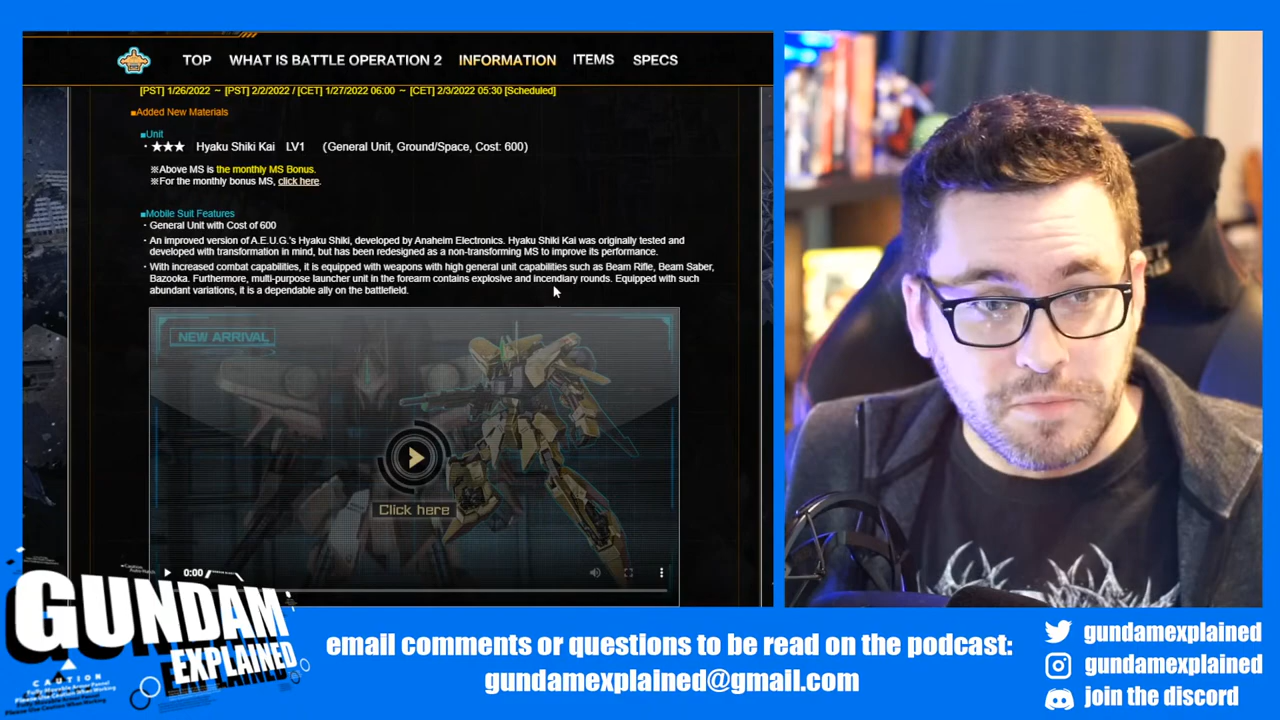 TOP WHAT IS BATTLE OPERATION 2 INFORMATION ITEMS SPECS
[PST] 1/26/2022 ~ [PST] 2/2/2022 / [CET] 1/27/2022 06:00 ~ [CET] 2/3/2022 05:30 [Scheduled]
■Added New Materials
■Unit
・★★★ Hyaku Shiki Kai LV1 (General Unit, Ground/Space, Cost: 600)
※Above MS is the monthly MS Bonus.
※For the monthly bonus MS, click here.
■Mobile Suit Features
・General Unit with Cost of 600
・An improved version of A.E.U.G.'s Hyaku Shiki, developed by Anaheim Electronics. Hyaku Shiki Kai was originally tested and
developed with transformation in mind, but has been redesigned as a non-transforming MS to improve its performance.
・With increased combat capabilities, it is equipped with weapons with high general unit capabilities such as Beam Rifle, Beam Saber,
Bazooka. Furthermore, multi-purpose launcher unit in the forearm contains explosive and incendiary rounds. Equipped with such
abundant variations, it is a dependable ally on the battlefield.
NEW ARRIVAL
Click here
0:00
GUNDAM
EXPLAINED
CAUTION
email comments or questions to be read on the podcast:
gundamexplained@gmail.com
gundamexplained
gundamexplained
join the discord